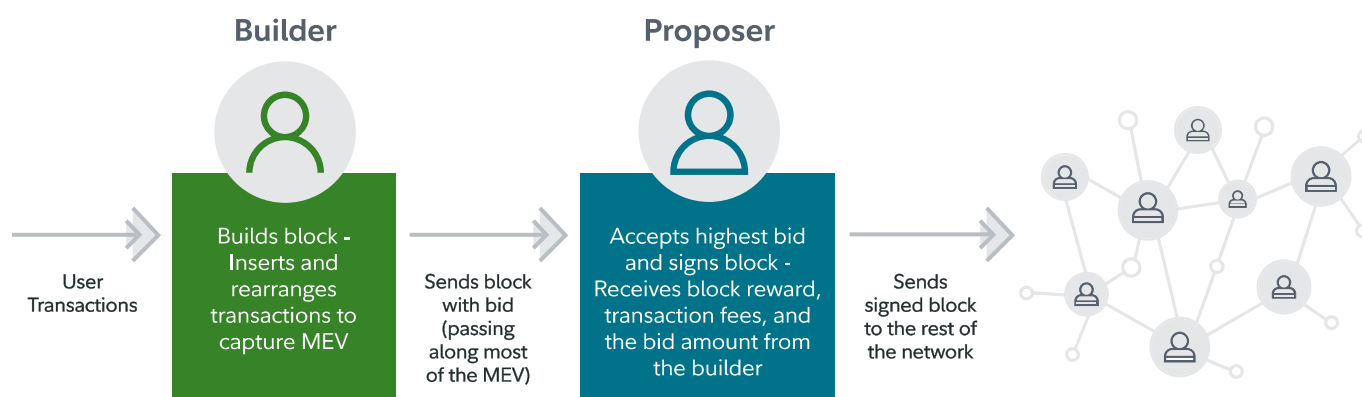 Builder
Proposer
User
Transactions
Builds block -
Inserts and
rearranges
transactions to
capture MEV
Sends block
with bid
(passing
along most
of the MEV)
Accepts highest bid
and signs block -
Receives block reward,
transaction fees, and
the bid amount from
the builder
Sends
signed block
to the rest of
the network